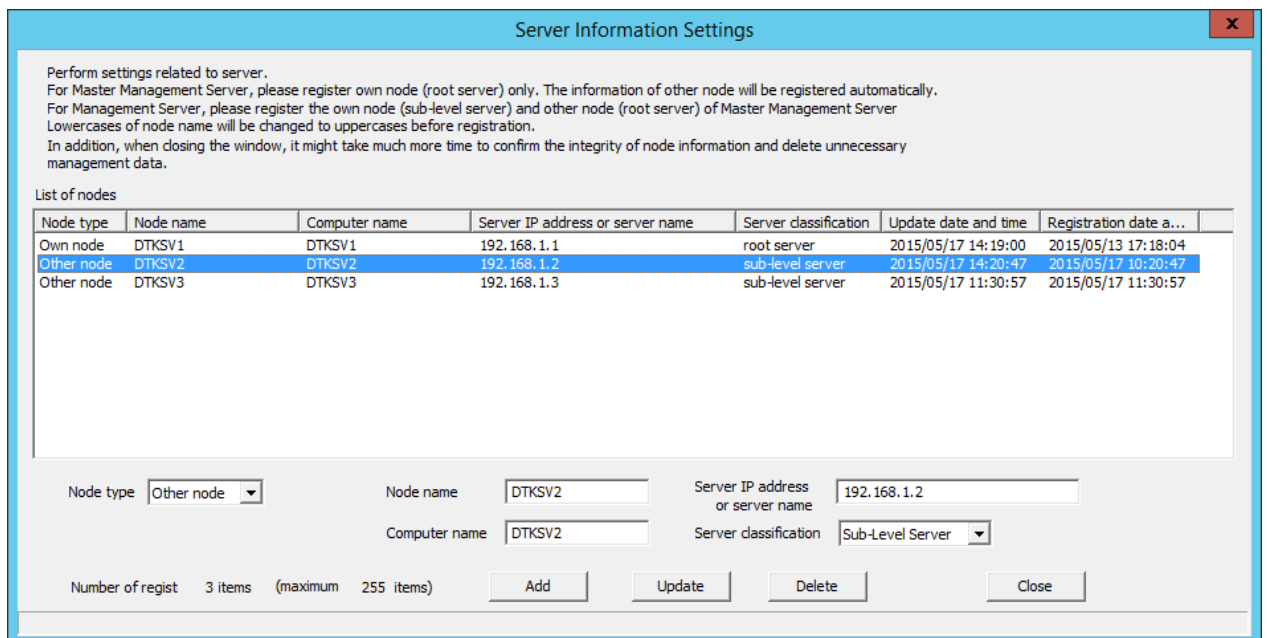 Server Information Settings
x
Perform settings related to server.
For Master Management Server, please register own node (root server) only. The information of other node will be registered automatically.
For Management Server, please register the own node (sub-level server) and other node (root server) of Master Management Server
Lowercases of node name will be changed to uppercases before registration.
In addition, when closing the window, it might take much more time to confirm the integrity of node information and delete unnecessary
management data.
List of nodes
Node type Node name Computer name Server IP address or server name Server classification Update date and time Registration date a...
Own node DTKSV1 DTKSV1 192.168.1.1 root server 2015/05/17 14:19:00 2015/05/13 17:18:04
Other node DTKSV2 DTKSV2 192.168.1.2 sub-level server 2015/05/17 14:20:47 2015/05/17 10:20:47
Other node DTKSV3 DTKSV3 192.168.1.3 sub-level server 2015/05/17 11:30:57 2015/05/17 11:30:57
Node type Other node Node name DTKSV2 Server IP address 192.168.1.2
or server name
Computer name DTKSV2 Server classification Sub-Level Server
Number of regist 3 items (maximum 255 items) Add Update Delete Close